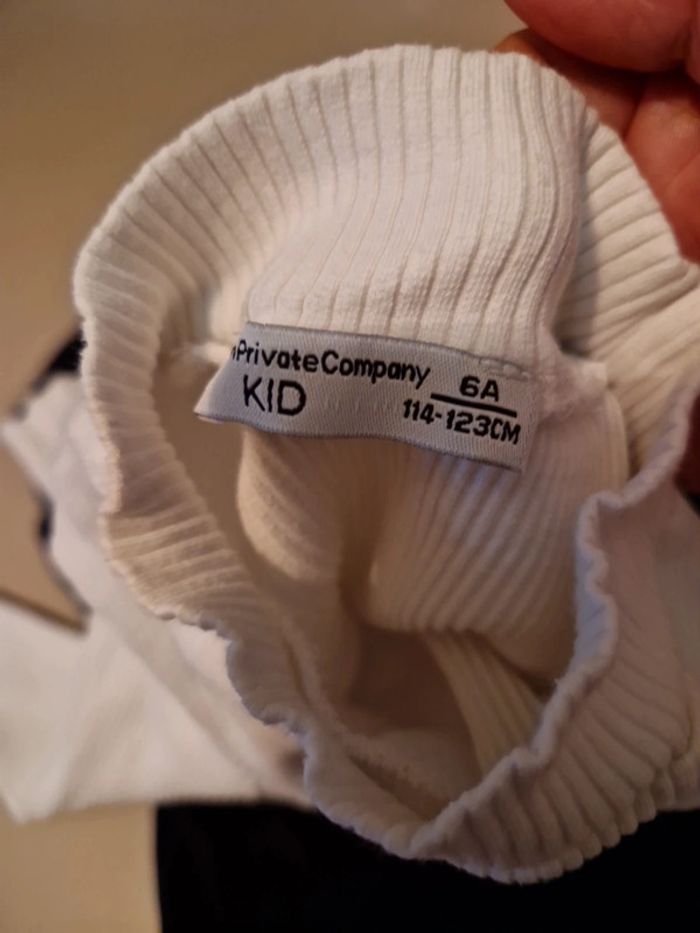 PrivateCompany
KID
6A
114-123CM